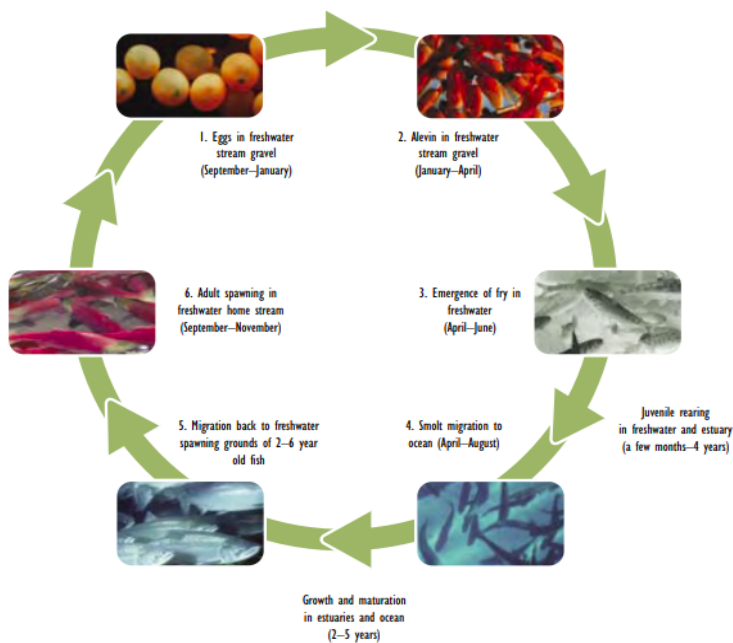 1. Eggs in freshwater
stream gravel
(September–January)
2. Alevin in freshwater
stream gravel
(January–April)
3. Emergence of fry in
freshwater
(April–June)
Juvenile rearing
in freshwater and estuary
(a few months–4 years)
4. Smolt migration to
ocean (April–August)
Growth and maturation
in estuaries and ocean
(2–5 years)
5. Migration back to freshwater
spawning grounds of 2–6 year
old fish
6. Adult spawning in
freshwater home stream
(September–November)